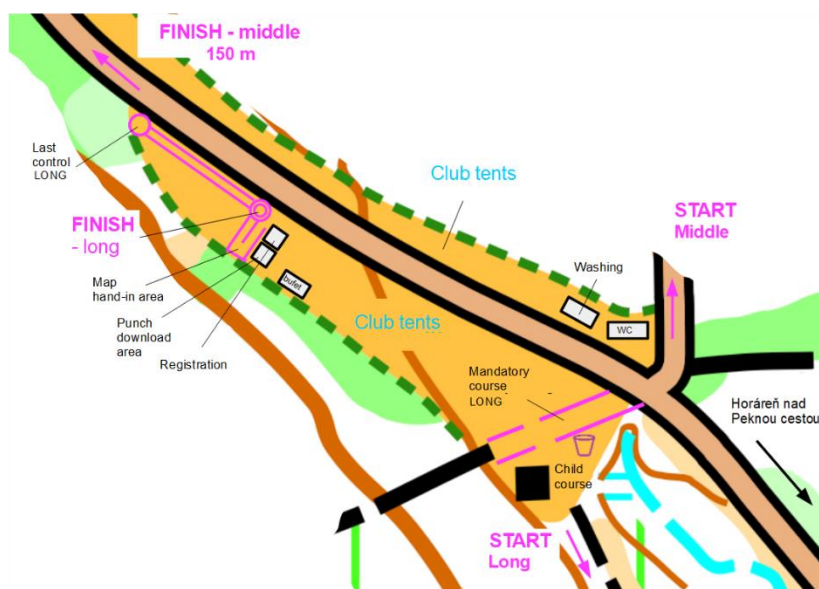 FINISH - middle
150 m
Last
control
LONG
Club tents
START
Middle
FINISH
- long
Washing
WC
Map
hand-in area
bufet
Punch
download
area
Club tents
Registration
Mandatory
course
LONG
Horáreň nad
Peknou cestou
Child
course
START
Long